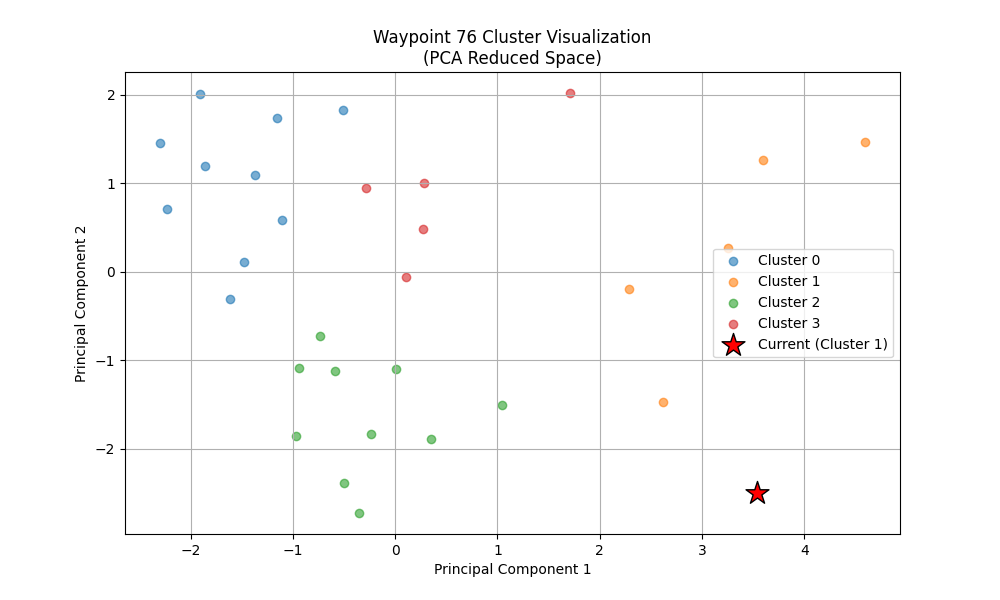 Waypoint 76 Cluster Visualization
(PCA Reduced Space)
Principal Component 2
2
1
0
−1
−2
Cluster 0
Cluster 1
Cluster 2
Cluster 3
Current (Cluster 1)
−2
−1
0
1
2
3
4
Principal Component 1